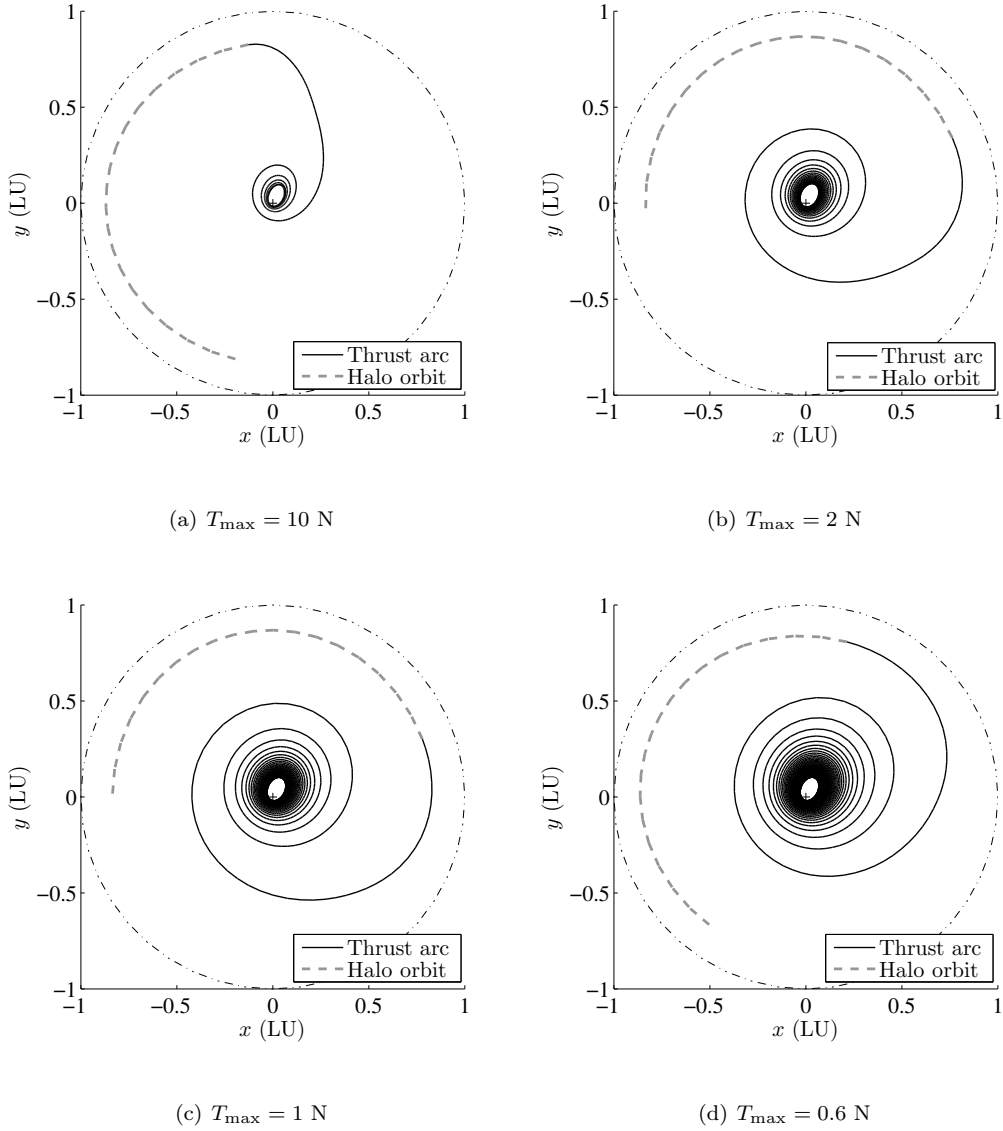 1
0.5
0
−0.5
−1
y (LU)
−1 −0.5 0 0.5 1
x (LU)
Thrust arc
Halo orbit
(a) Tmax = 10 N
1
0.5
0
−0.5
−1
y (LU)
−1 −0.5 0 0.5 1
x (LU)
Thrust arc
Halo orbit
(b) Tmax = 2 N
1
0.5
0
−0.5
−1
y (LU)
−1 −0.5 0 0.5 1
x (LU)
Thrust arc
Halo orbit
(c) Tmax = 1 N
1
0.5
0
−0.5
−1
y (LU)
−1 −0.5 0 0.5 1
x (LU)
Thrust arc
Halo orbit
(d) Tmax = 0.6 N